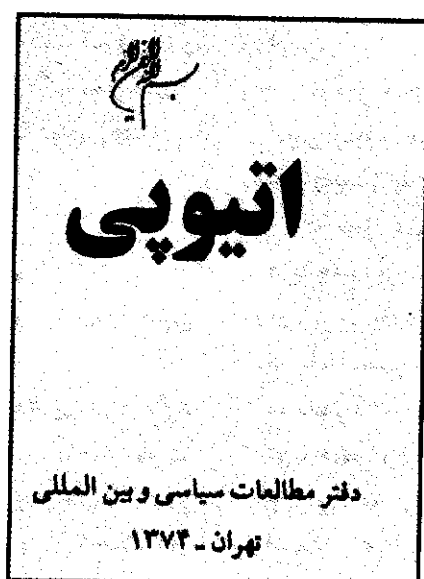 بسم الله الرحمن الرحیم
اتیوپی
دفتر مطالعات سیاسی و بین المللی
تهران ـ ۱۳۷۴